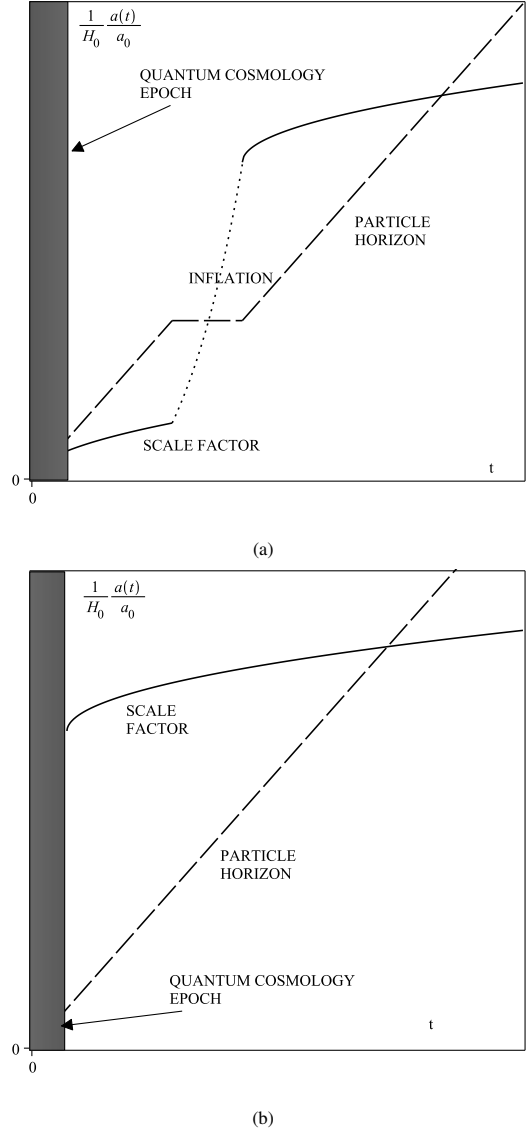 1/H₀ a(t)/a₀
QUANTUM COSMOLOGY
EPOCH
PARTICLE
HORIZON
INFLATION
SCALE FACTOR
t
0
0
(a)
1/H₀ a(t)/a₀
SCALE
FACTOR
PARTICLE
HORIZON
QUANTUM COSMOLOGY
EPOCH
t
0
0
(b)